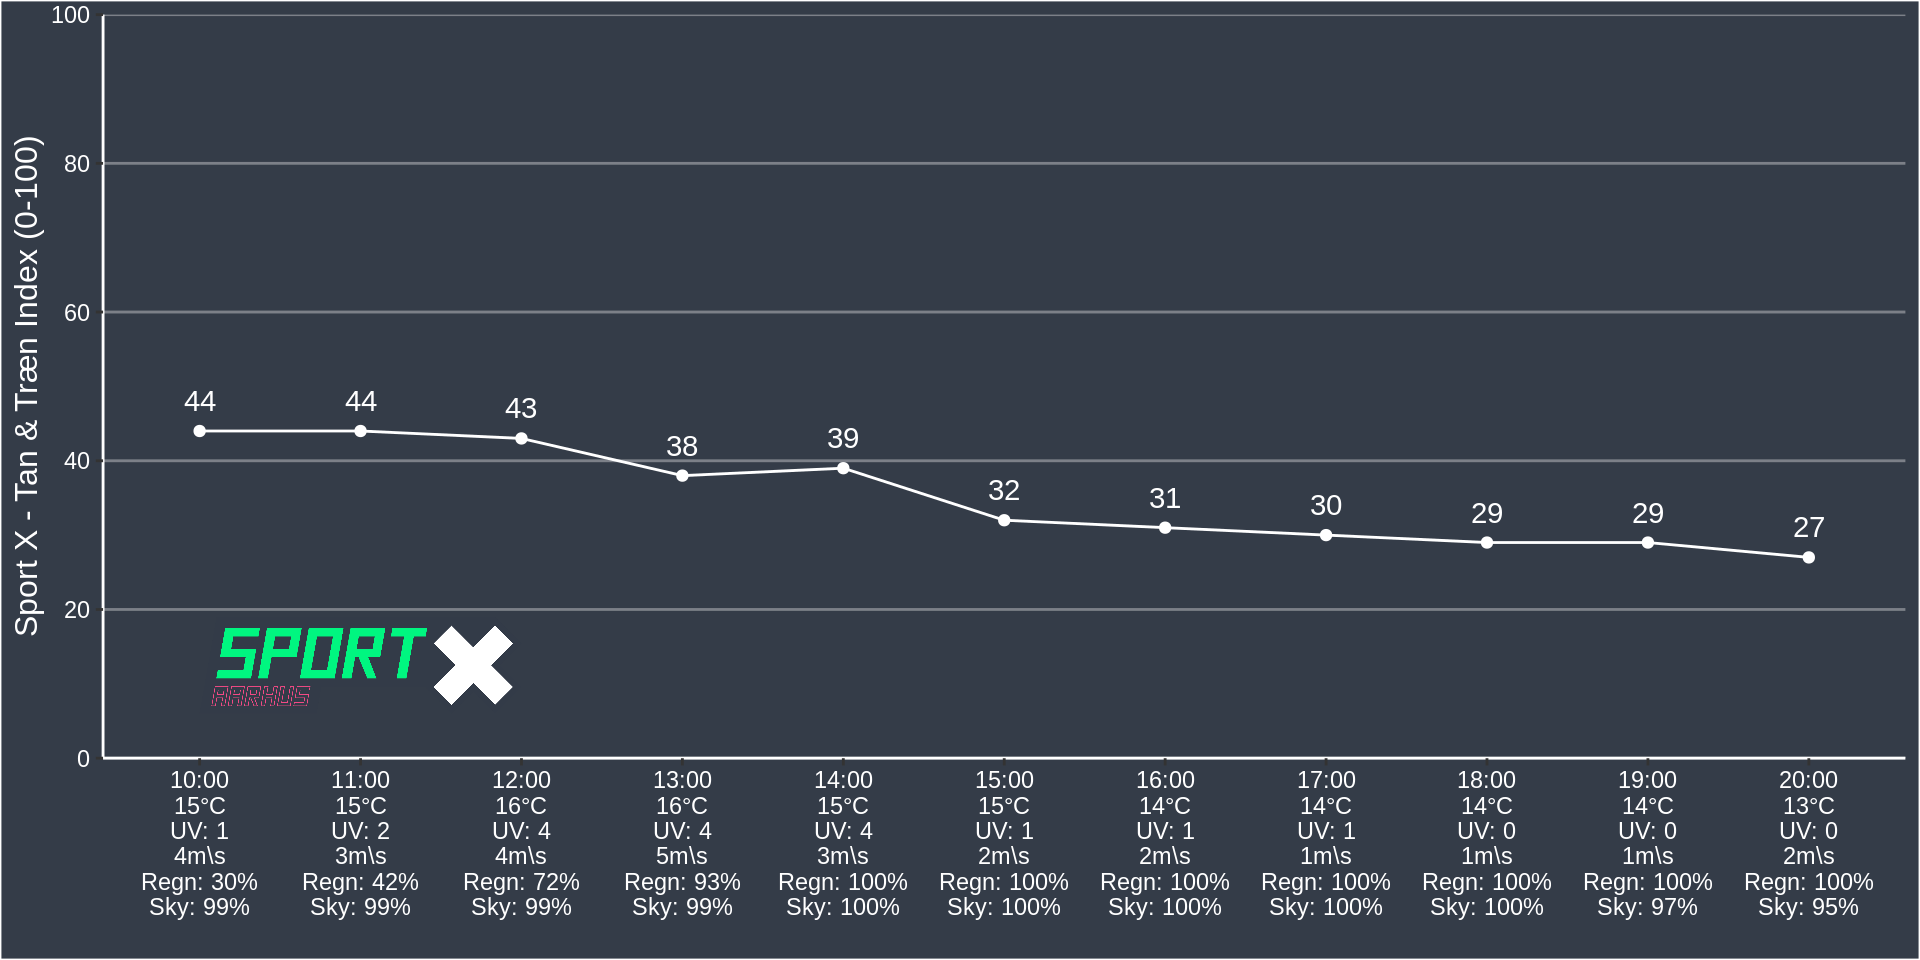 Sport X - Tan & Træn Index (0-100)
100
80
60
40
20
0
44 44 43 38 39 32 31 30 29 29 27
SPORT X
AARHUS
10:00 11:00 12:00 13:00 14:00 15:00 16:00 17:00 18:00 19:00 20:00
15°C 15°C 16°C 16°C 15°C 15°C 14°C 14°C 14°C 14°C 13°C
UV: 1 UV: 2 UV: 4 UV: 4 UV: 4 UV: 1 UV: 1 UV: 1 UV: 0 UV: 0 UV: 0
4m\s 3m\s 4m\s 5m\s 3m\s 2m\s 2m\s 1m\s 1m\s 1m\s 2m\s
Regn: 30% Regn: 42% Regn: 72% Regn: 93% Regn: 100% Regn: 100% Regn: 100% Regn: 100% Regn: 100% Regn: 100% Regn: 100%
Sky: 99% Sky: 99% Sky: 99% Sky: 99% Sky: 100% Sky: 100% Sky: 100% Sky: 100% Sky: 100% Sky: 97% Sky: 95%